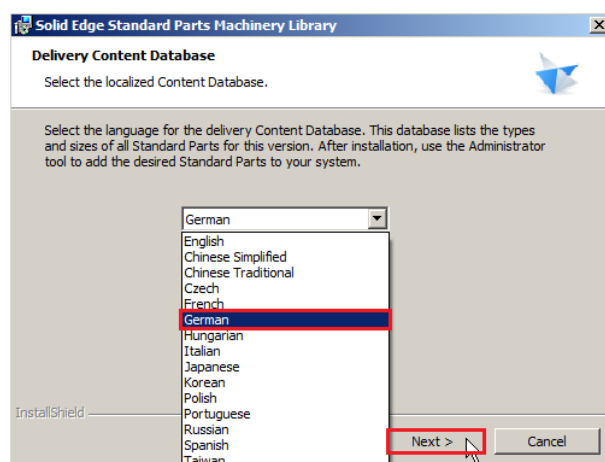 Solid Edge Standard Parts Machinery Library
Delivery Content Database
Select the localized Content Database.
Select the language for the delivery Content Database. This database lists the types
and sizes of all Standard Parts for this version. After installation, use the Administrator
tool to add the desired Standard Parts to your system.
German
English
Chinese Simplified
Chinese Traditional
Czech
French
German
Hungarian
Italian
Japanese
Korean
Polish
Portuguese
Russian
Spanish
Taiwan
InstallShield
Next >
Cancel